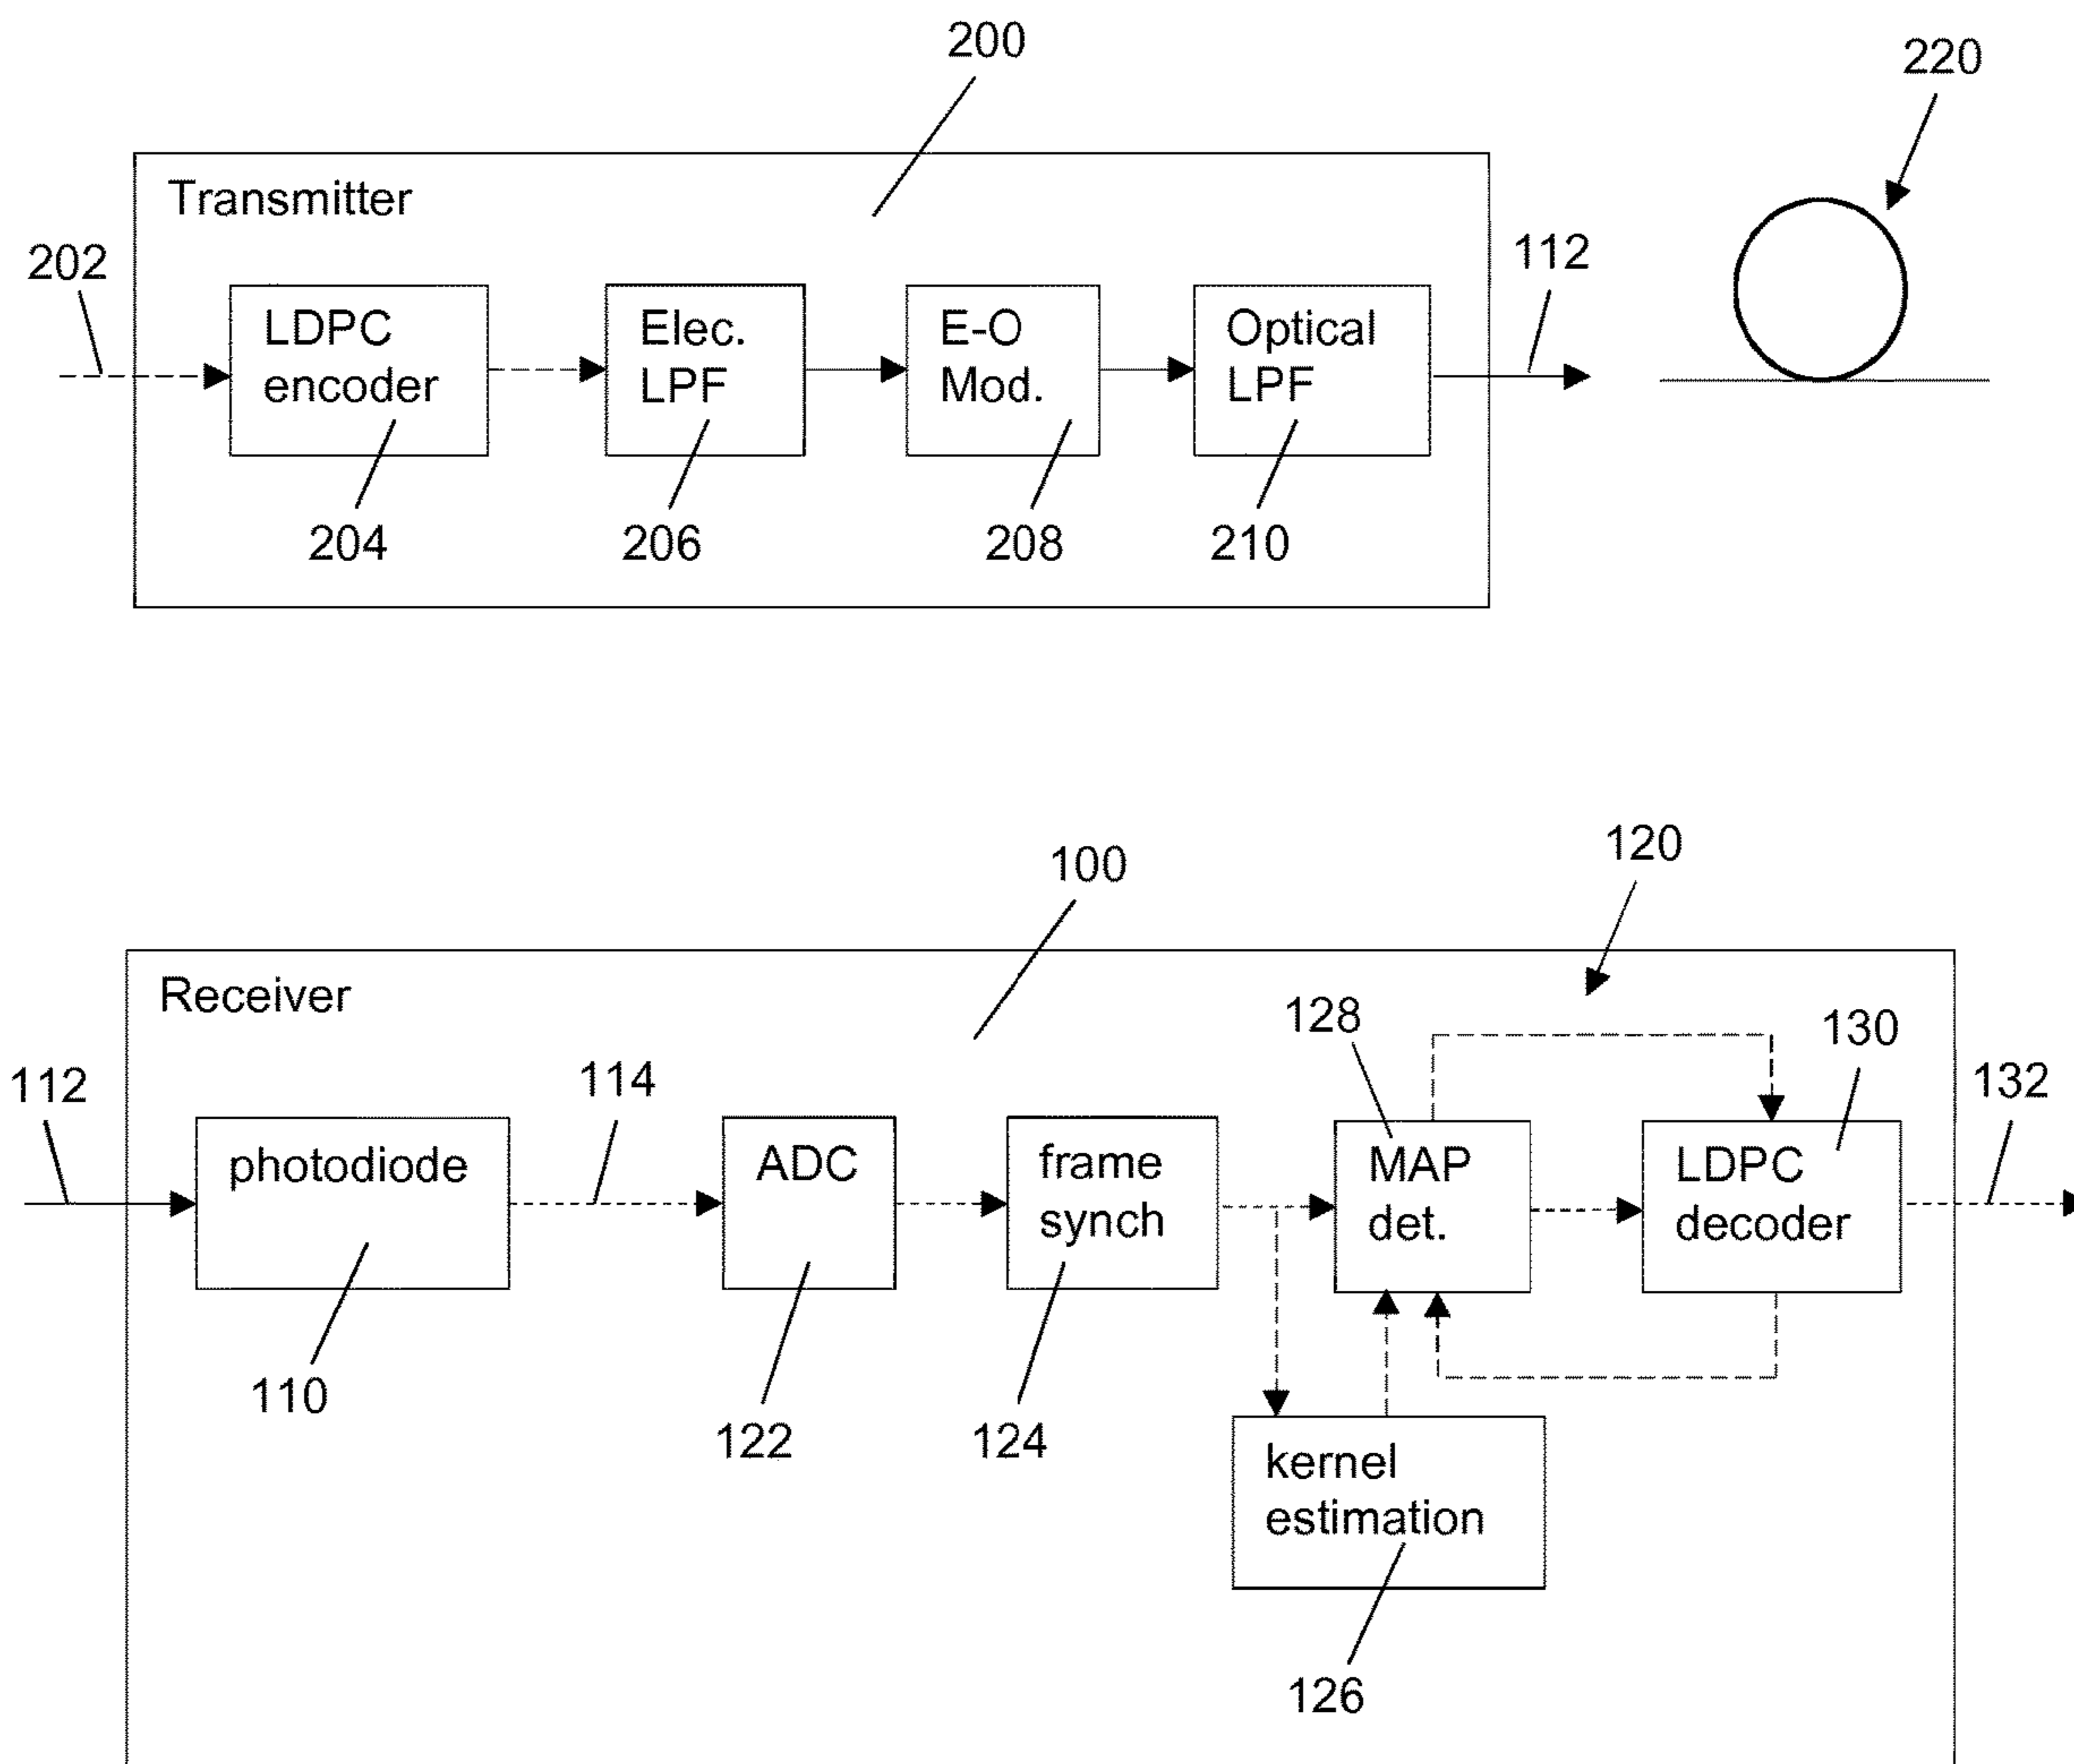 200
220
Transmitter
202
112
LDPC
encoder
Elec.
LPF
E-O
Mod.
Optical
LPF
204
206
208
210
120
100
Receiver
128
130
112
114
132
photodiode
ADC
frame
synch
MAP
det.
LDPC
decoder
110
122
124
kernel
estimation
126